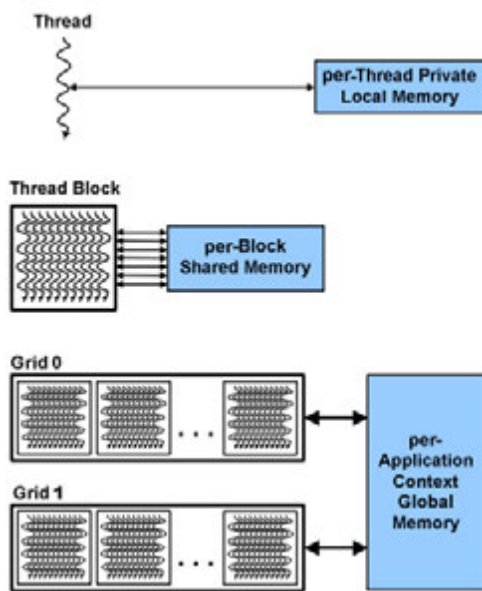 Thread
per-Thread Private
Local Memory
Thread Block
per-Block
Shared Memory
Grid 0
. . .
per-
Application
Context
Global
Memory
Grid 1
. . .